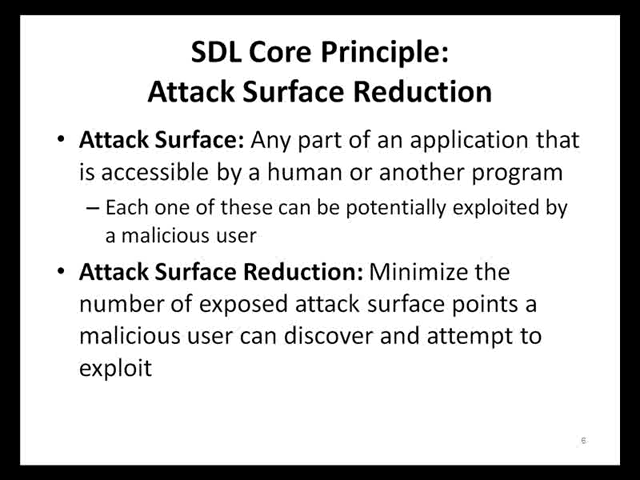 SDL Core Principle:
Attack Surface Reduction
• Attack Surface: Any part of an application that
is accessible by a human or another program
– Each one of these can be potentially exploited by
a malicious user
• Attack Surface Reduction: Minimize the
number of exposed attack surface points a
malicious user can discover and attempt to
exploit
6